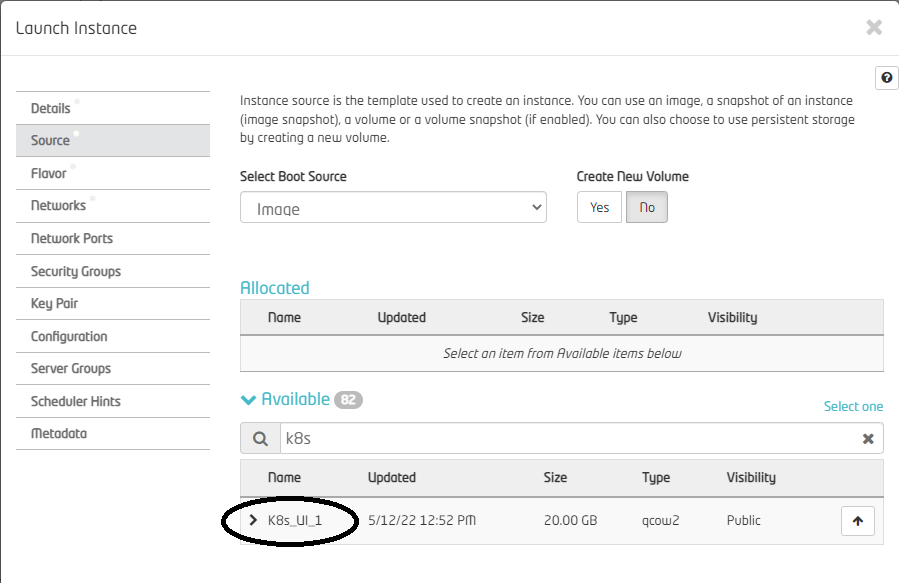 Launch Instance
Details
Source
Flavor
Networks
Network Ports
Security Groups
Key Pair
Configuration
Server Groups
Scheduler Hints
Metadata
Instance source is the template used to create an instance. You can use an image, a snapshot of an instance
(image snapshot), a volume or a volume snapshot (if enabled). You can also choose to use persistent storage
by creating a new volume.
Select Boot Source
Create New Volume
Image
Yes No
Allocated
Name Updated Size Type Visibility
Select an item from Available items below
Available 82
Select one
k8s
Name Updated Size Type Visibility
K8s_UI_1 5/12/22 12:52 PM 20.00 GB qcow2 Public